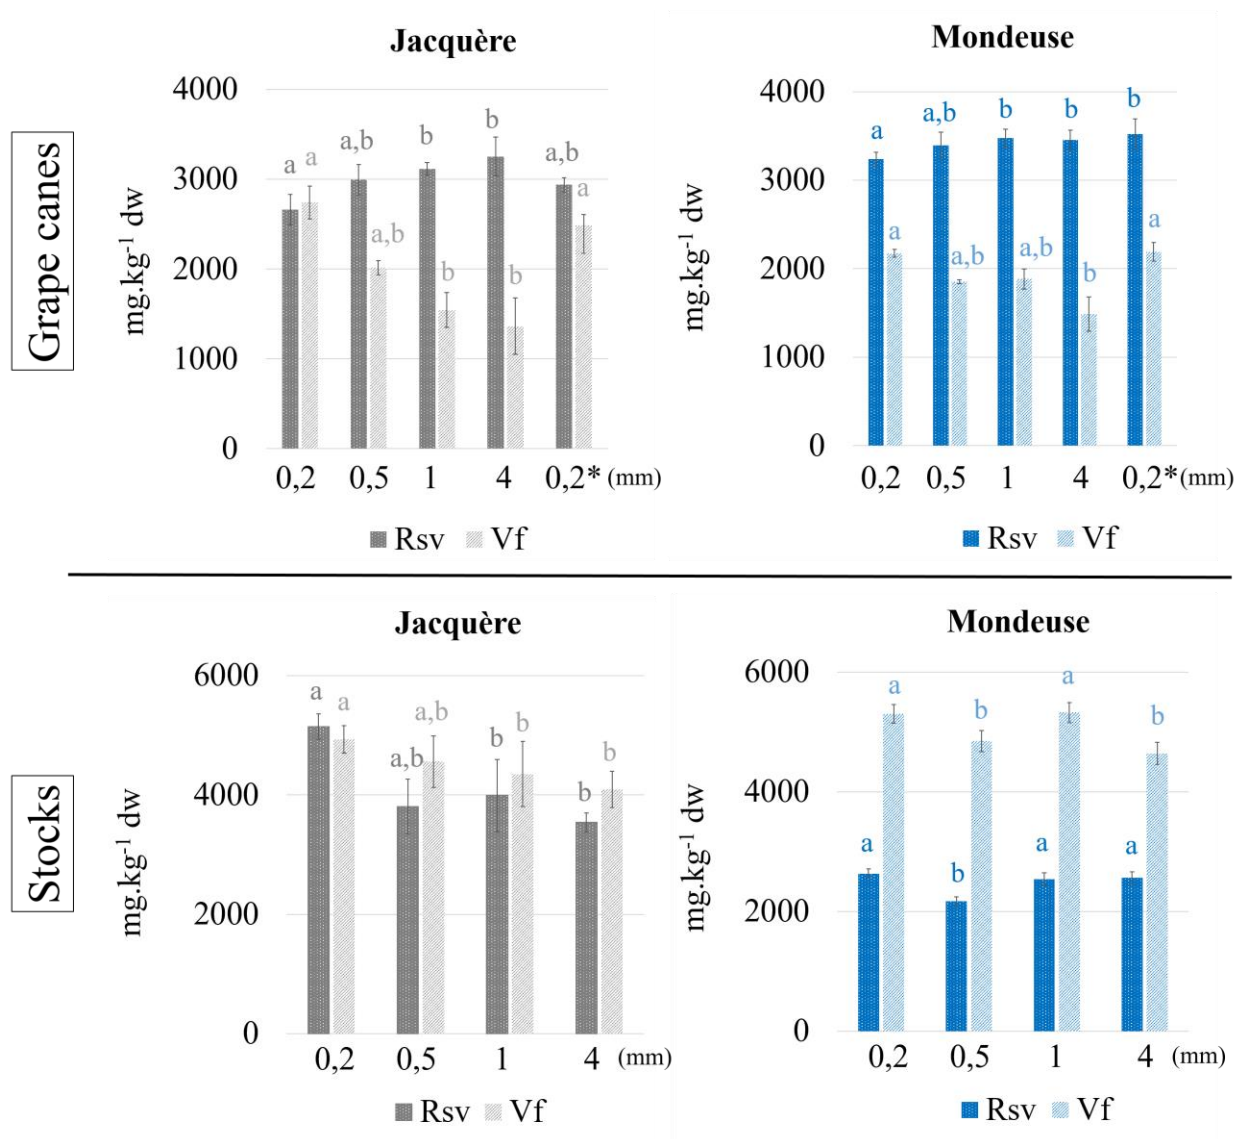 Grape canes
Jacquère
mg.kg-1 dw
4000
3000
2000
1000
0
a a a,b a,b b b b b a,b a
0,2 0,5 1 4 0,2* (mm)
Rsv Vf
Mondeuse
mg.kg-1 dw
4000
3000
2000
1000
0
a a a,b a,b b a,b b b b a
0,2 0,5 1 4 0,2* (mm)
Rsv Vf
Stocks
Jacquère
mg.kg-1 dw
6000
4000
2000
0
a a a,b a,b b b b b
0,2 0,5 1 4 (mm)
Rsv Vf
Mondeuse
mg.kg-1 dw
6000
4000
2000
0
a a b b a a a b
0,2 0,5 1 4 (mm)
Rsv Vf